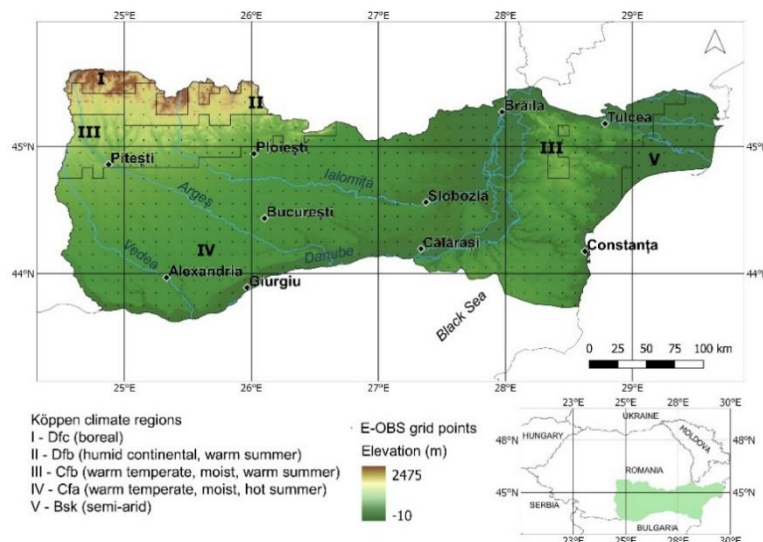 25°E 26°E 27°E 28°E 29°E
I
II
Brăila
Tulcea
III
45°N
45°N
Ploiești
III
Pitești
V
Ialomița
Argeș
Slobozia
București
IV
Călărași
Constanța
Vedea
Danube
44°N
Alexandria
44°N
Giurgiu
Black Sea
0 25 50 75 100 km
25°E 26°E 27°E 28°E 29°E
Köppen climate regions
I - Dfc (boreal)
II - Dfb (humid continental, warm summer)
III - Cfb (warm temperate, moist, warm summer)
IV - Cfa (warm temperate, moist, hot summer)
V - Bsk (semi-arid)
E-OBS grid points
Elevation (m)
2475
-10
23°E 25°E 28°E 30°E
UKRAINE
48°N
HUNGARY
MOLDOVA
48°N
ROMANIA
45°N
45°N
SERBIA
BULGARIA
23°E 25°E 28°E 30°E